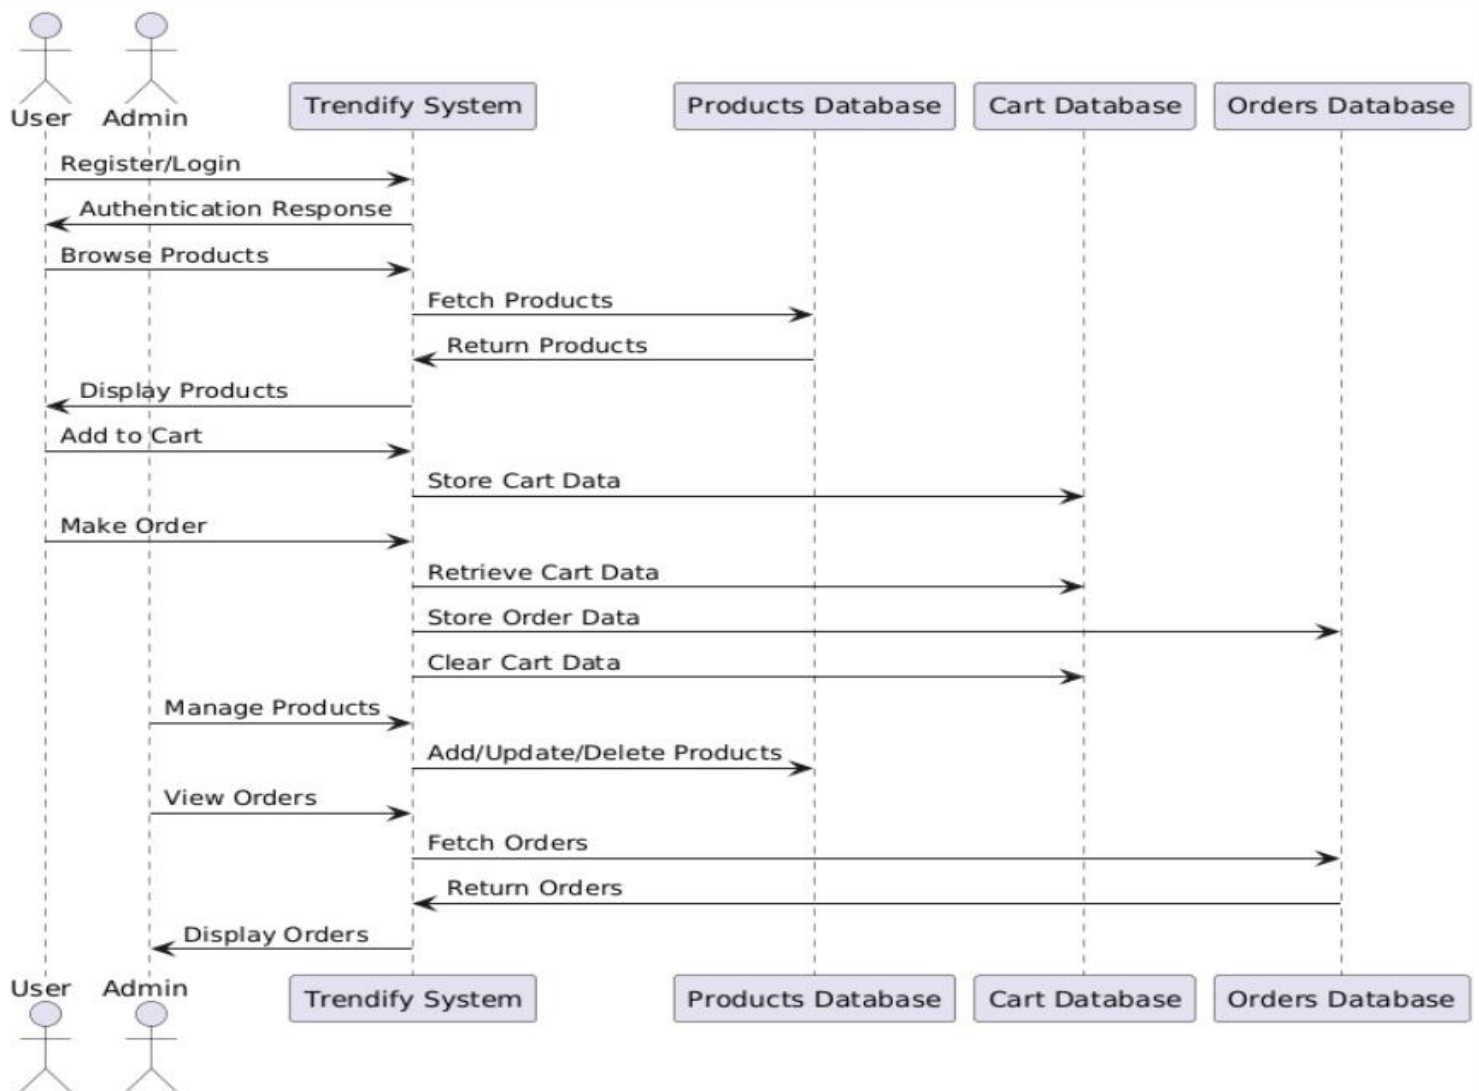 User Admin Trendify System Products Database Cart Database Orders Database
Register/Login
Authentication Response
Browse Products
Fetch Products
Return Products
Display Products
Add to Cart
Store Cart Data
Make Order
Retrieve Cart Data
Store Order Data
Clear Cart Data
Manage Products
Add/Update/Delete Products
View Orders
Fetch Orders
Return Orders
Display Orders
User Admin Trendify System Products Database Cart Database Orders Database